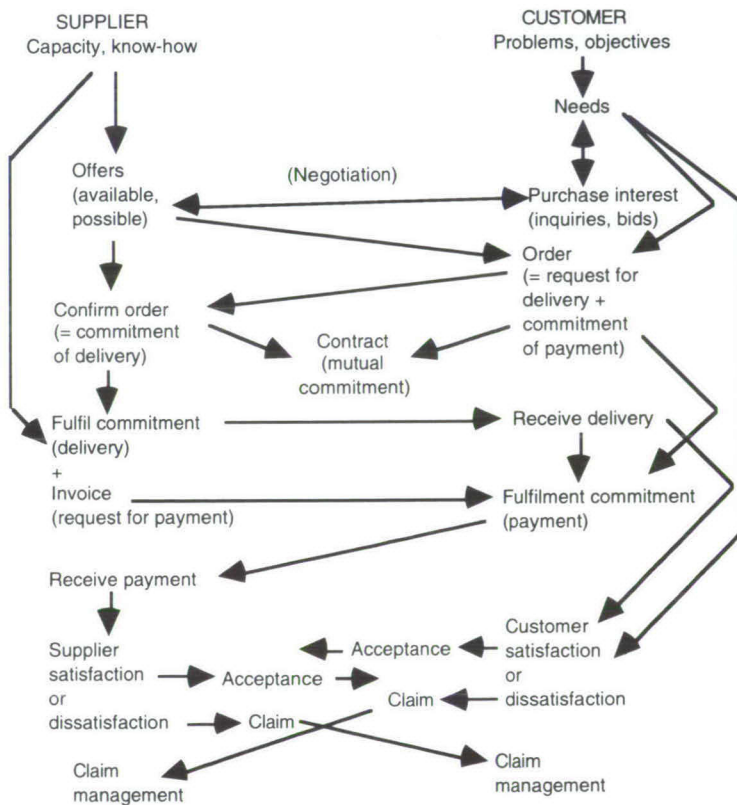 SUPPLIER
Capacity, know-how
CUSTOMER
Problems, objectives
Needs
Offers
(available,
possible)
(Negotiation)
Purchase interest
(inquiries, bids)
Order
(= request for
delivery +
commitment
of payment)
Confirm order
(= commitment
of delivery)
Contract
(mutual
commitment)
Fulfil commitment
(delivery)
+
Invoice
(request for payment)
Receive delivery
Fulfilment commitment
(payment)
Receive payment
Supplier
satisfaction
or
dissatisfaction
Acceptance
Claim
Acceptance
Claim
Customer
satisfaction
or
dissatisfaction
Claim
management
Claim
management